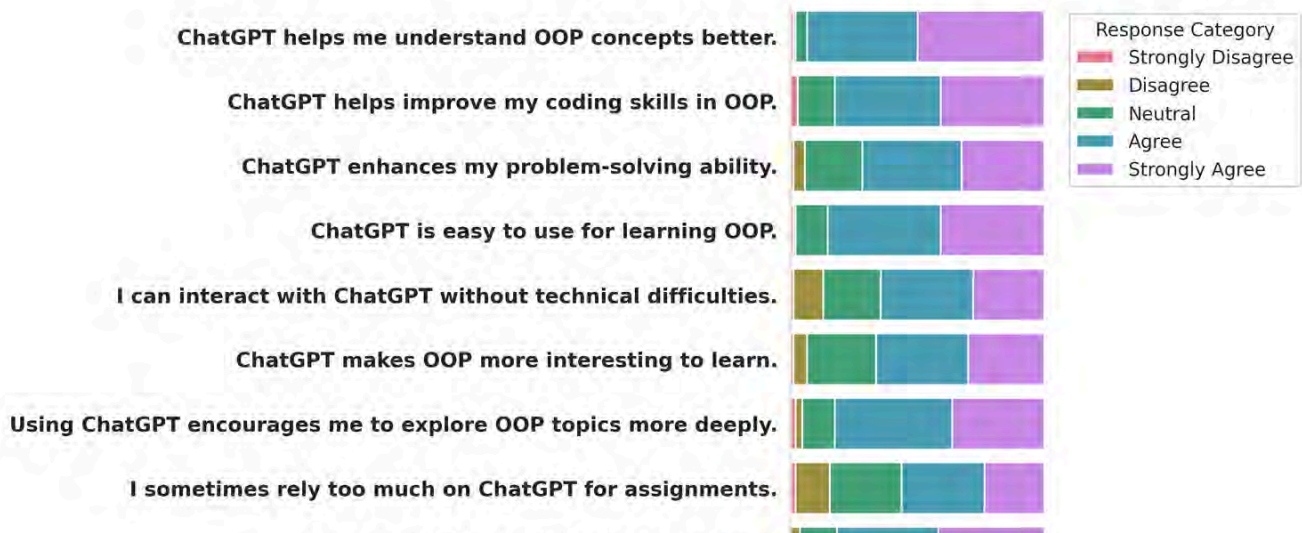 ChatGPT helps me understand OOP concepts better.
ChatGPT helps improve my coding skills in OOP.
ChatGPT enhances my problem-solving ability.
ChatGPT is easy to use for learning OOP.
I can interact with ChatGPT without technical difficulties.
ChatGPT makes OOP more interesting to learn.
Using ChatGPT encourages me to explore OOP topics more deeply.
I sometimes rely too much on ChatGPT for assignments.
Response Category
Strongly Disagree
Disagree
Neutral
Agree
Strongly Agree